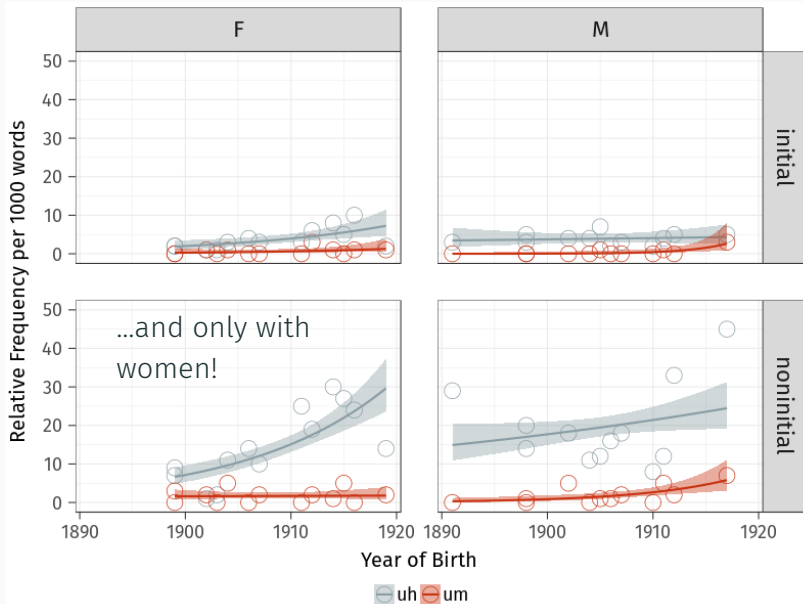 F
M
50
40
30
20
10
0
initial
50
40
30
20
10
0
...and only with
women!
noninitial
Relative Frequency per 1000 words
1890
1900
1910
1920
1890
1900
1910
1920
Year of Birth
uh
um